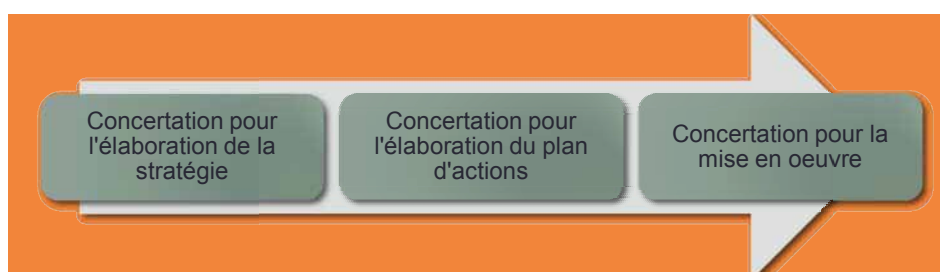 Concertation pour
l'élaboration de la
stratégie
Concertation pour
l'élaboration du plan
d'actions
Concertation pour la
mise en oeuvre